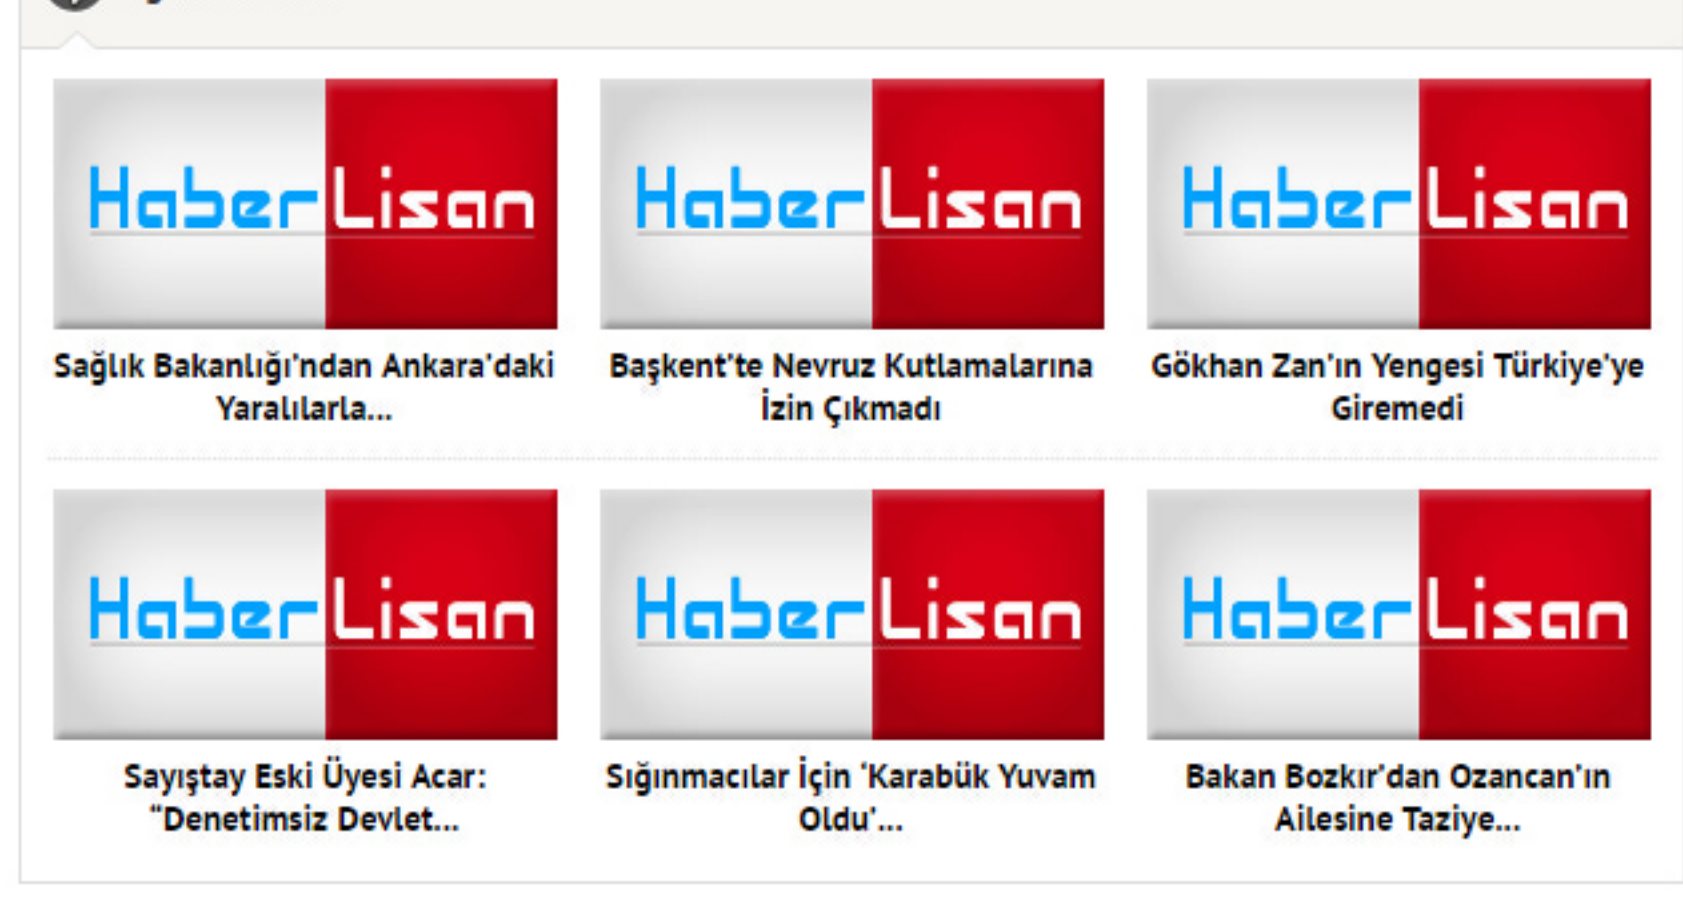 HaberLisan
HaberLisan
HaberLisan
Sağlık Bakanlığı'ndan Ankara'daki
Yaralılarla...
Başkent'te Nevruz Kutlamalarına
İzin Çıkmadı
Gökhan Zan'ın Yengesi Türkiye'ye
Giremedi
HaberLisan
HaberLisan
HaberLisan
Sayıştay Eski Üyesi Acar:
“Denetimsiz Devlet...
Sığınmacılar İçin ‘Karabük Yuvam
Oldu’...
Bakan Bozkır'dan Ozancan'ın
Ailesine Taziye...